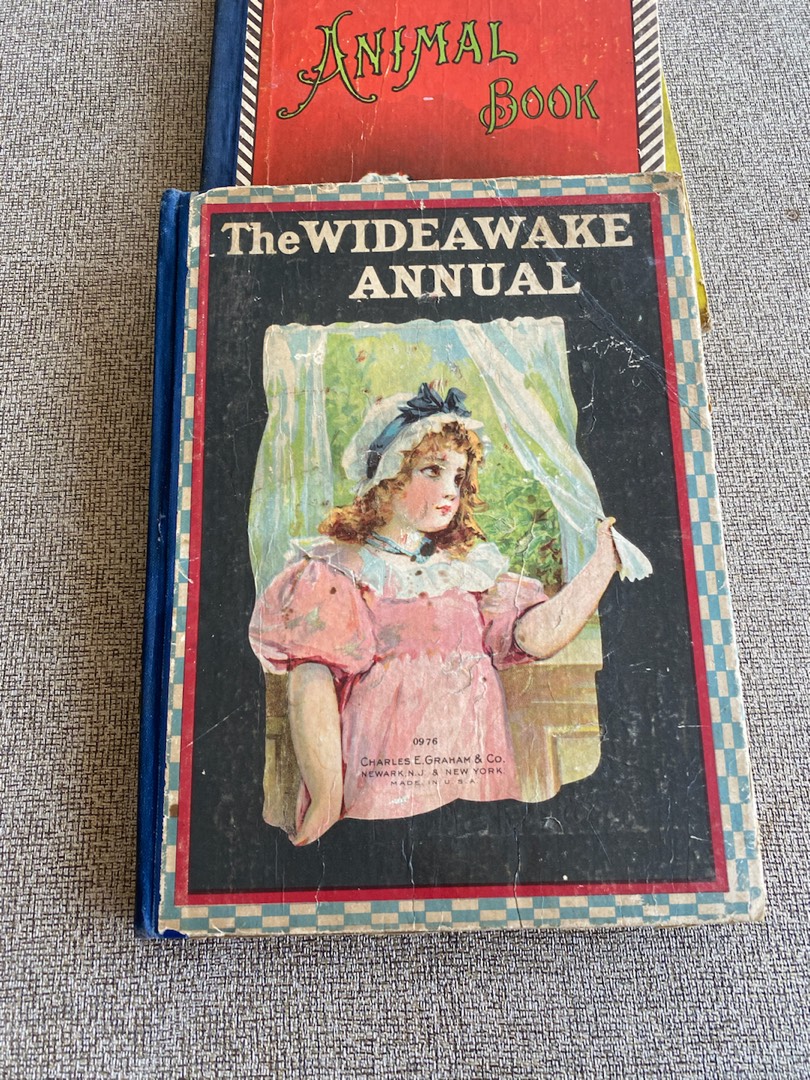 ANIMAL
BOOK
The WIDEAWAKE
ANNUAL
0976
CHARLES E. GRAHAM & CO.
NEWARK, N.J. & NEW YORK
MADE IN U.S.A.